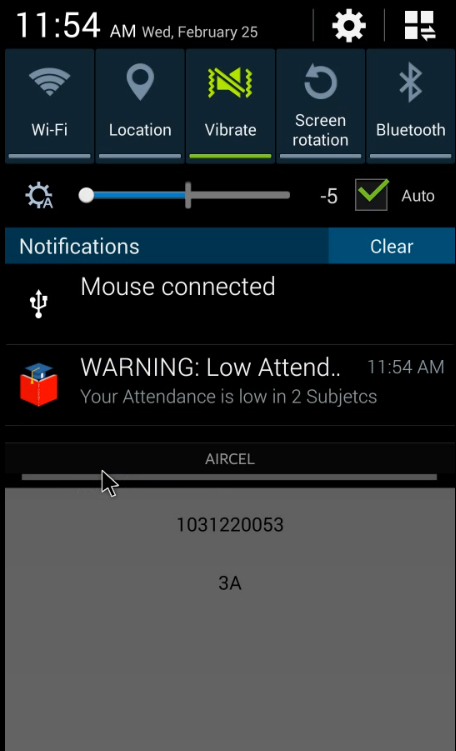 11:54 AM Wed, February 25
Wi-Fi
Location
Vibrate
Screen
rotation
Bluetooth
A
-5
Auto
Notifications
Clear
Mouse connected
WARNING: Low Attend..
11:54 AM
Your Attendance is low in 2 Subjetcs
AIRCEL
1031220053
3A